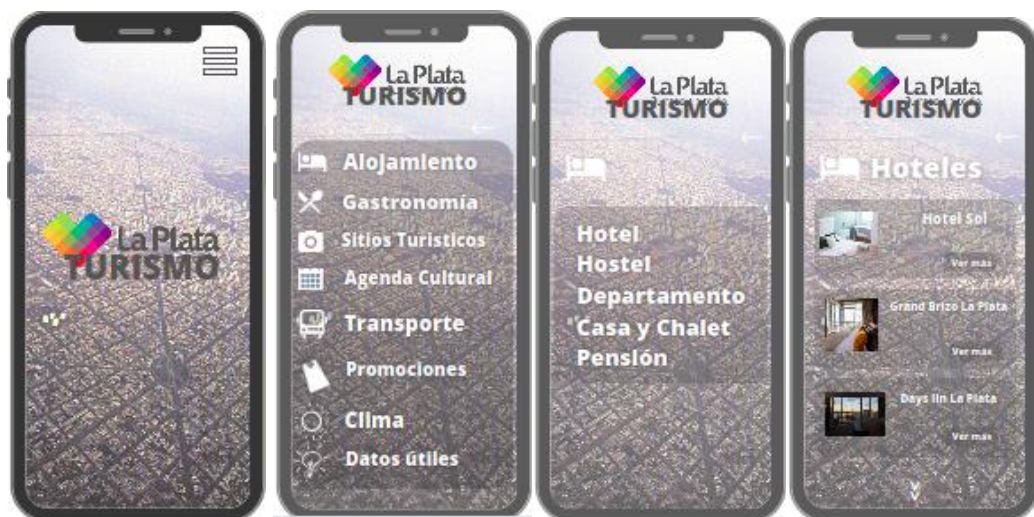 La Plata
TURISMO
La Plata
TURISMO
Alojamiento
Gastronomía
Sitios Turisticos
Agenda Cultural
Transporte
Promociones
Clima
Datos útiles
La Plata
TURISMO
Hotel
Hostel
Departamento
Casa y Chalet
Pensión
La Plata
TURISMO
Hoteles
Hotel Sol
Ver más
Grand Brizo La Plata
Ver más
Days Iin La Plata
Ver más